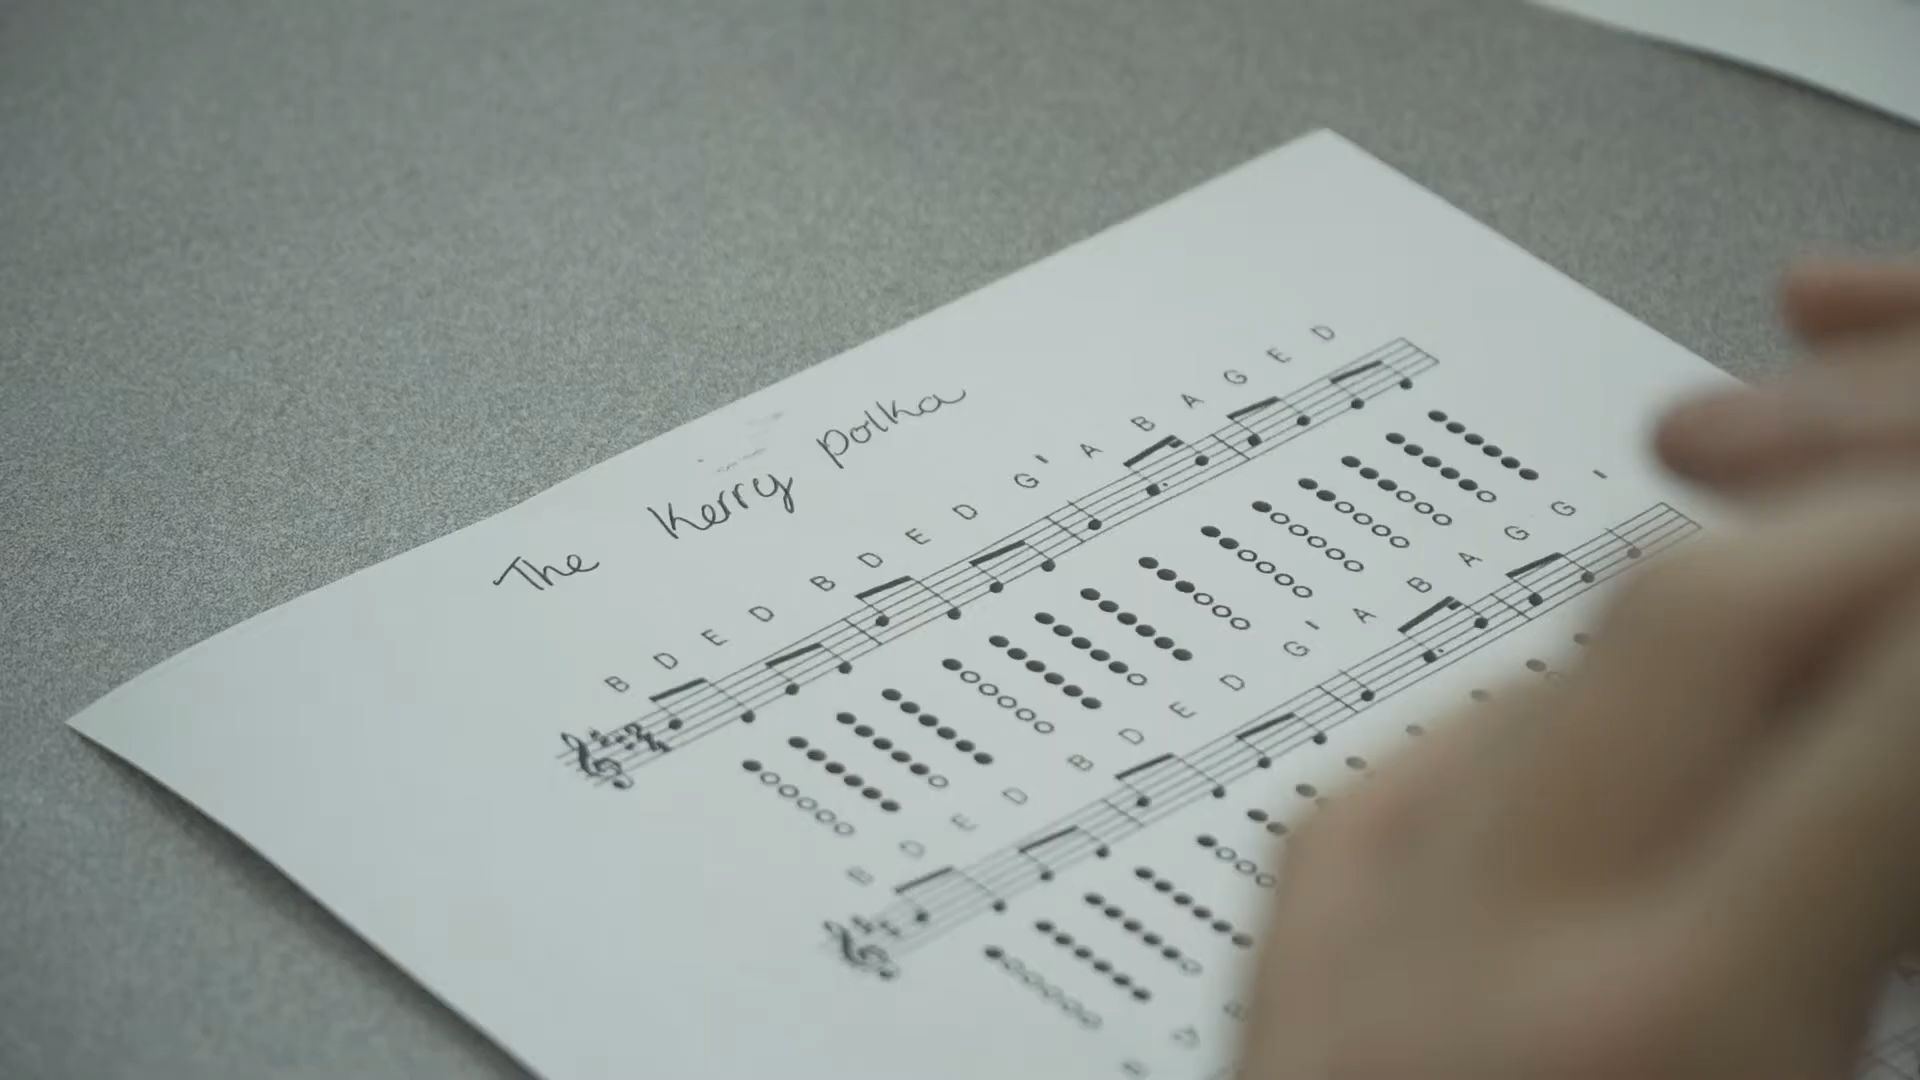 The Kerry polka
B D E D B D E D G' A B A G E D
B D E D B D E D G' A B A G G'